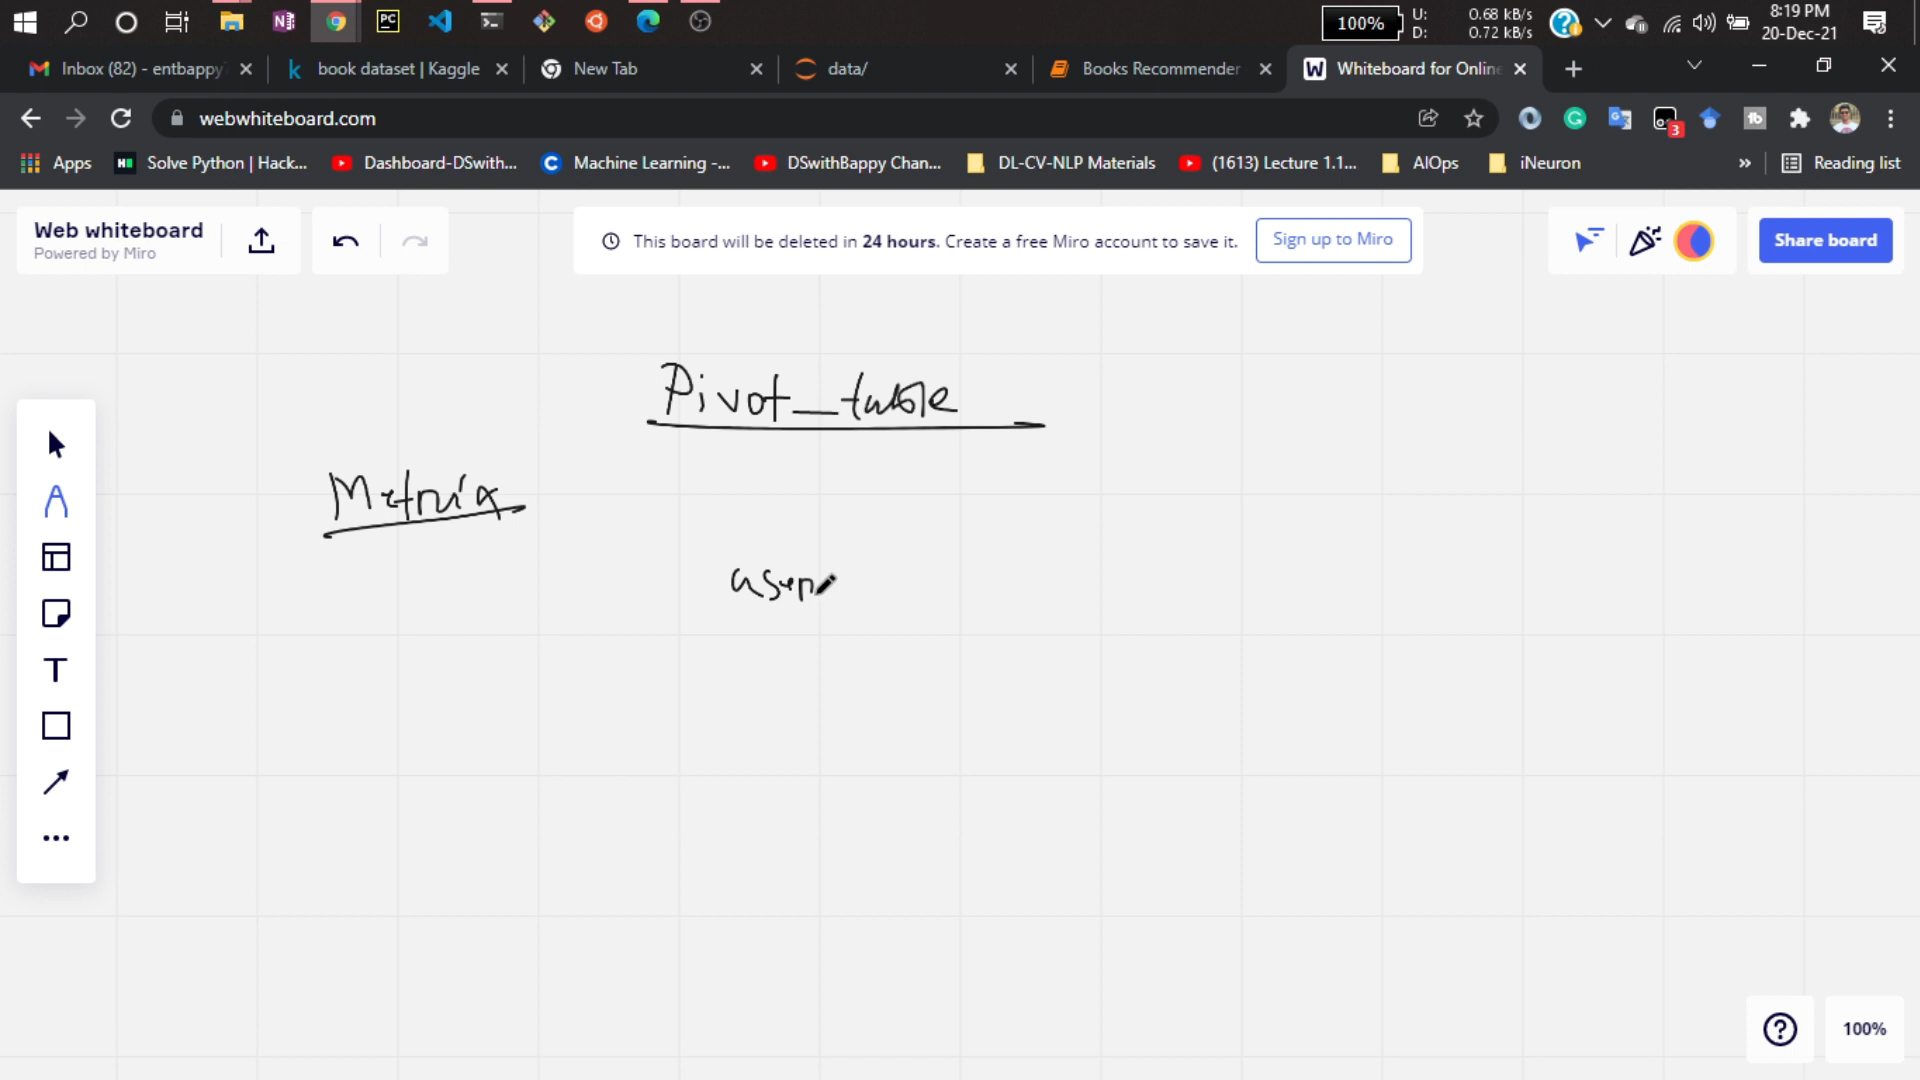 100%
U: 0.68 kB/s
D: 0.72 kB/s
8:19 PM
20-Dec-21
Inbox (82) - entbappy
book dataset | Kaggle
New Tab
data/
Books Recommender
Whiteboard for Online
webwhiteboard.com
3
Apps
Solve Python | Hack...
Dashboard-DSwith...
Machine Learning -...
DSwithBappy Chan...
DL-CV-NLP Materials
(1613) Lecture 1.1...
AIOps
iNeuron
»
Reading list
Web whiteboard
Powered by Miro
This board will be deleted in 24 hours. Create a free Miro account to save it.
Sign up to Miro
Share board
Pivot_table
Metrix
user
100%